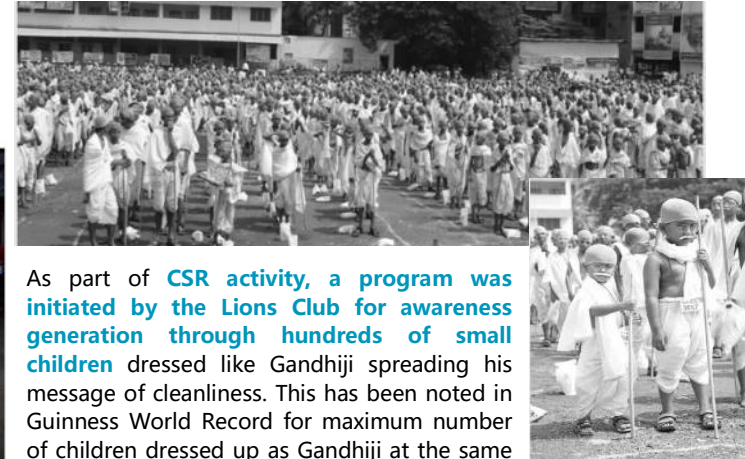 As part of CSR activity, a program was
initiated by the Lions Club for awareness
generation through hundreds of small
children dressed like Gandhiji spreading his
message of cleanliness. This has been noted in
Guinness World Record for maximum number
of children dressed up as Gandhiji at the same